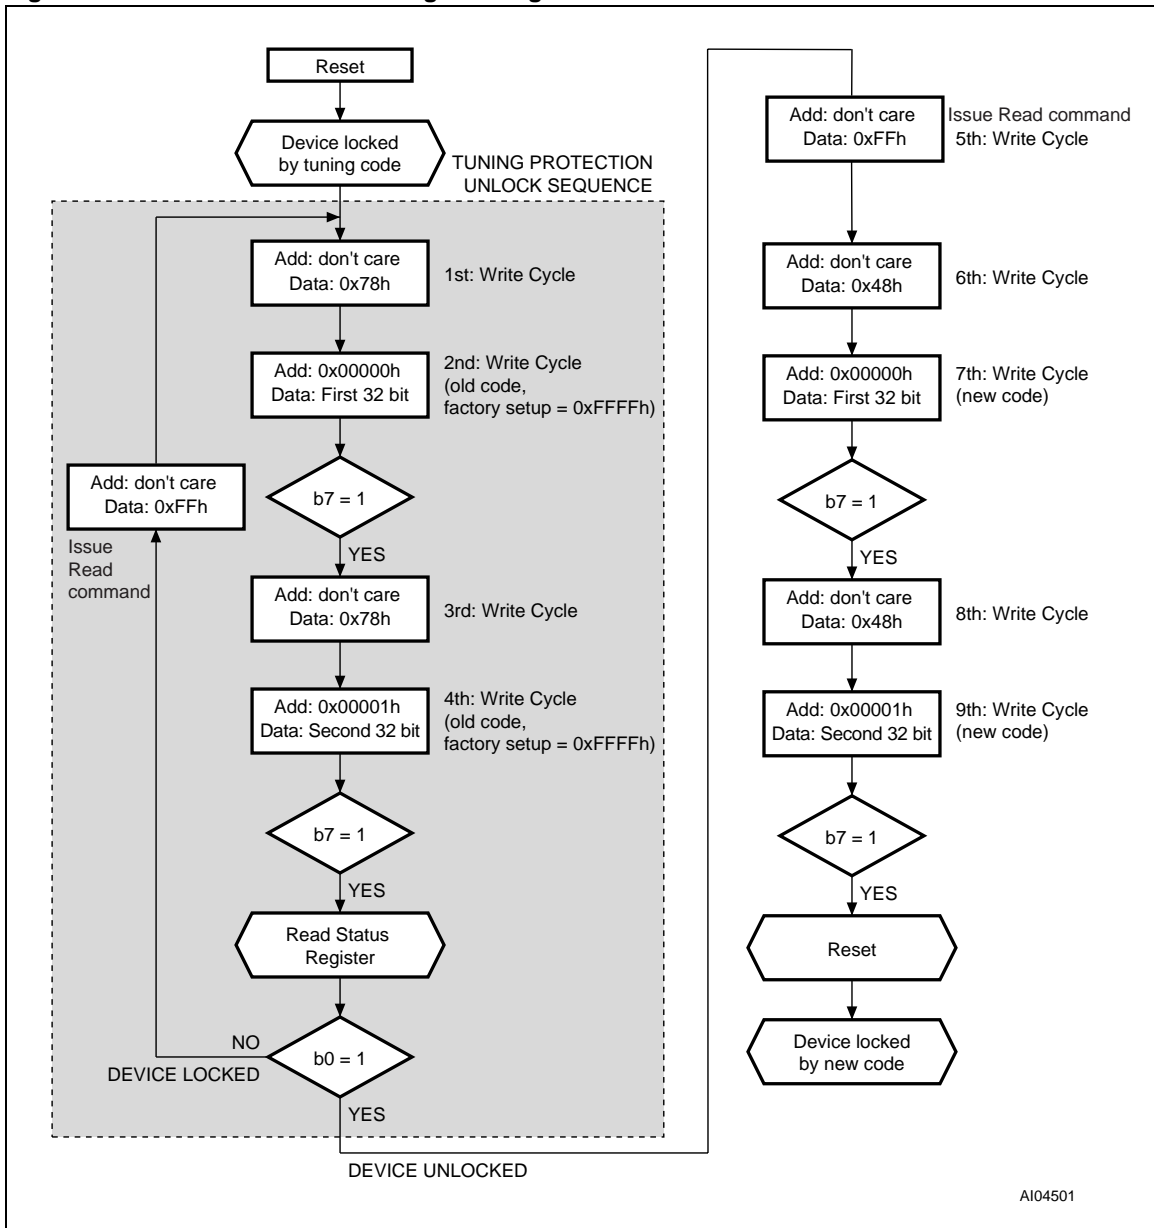 Reset
Device locked
by tuning code
TUNING PROTECTION
UNLOCK SEQUENCE
Add: don't care
Data: 0x78h
1st: Write Cycle
Add: 0x00000h
Data: First 32 bit
2nd: Write Cycle
(old code,
factory setup = 0xFFFFh)
b7 = 1
YES
Add: don't care
Data: 0xFFh
Issue
Read
command
Add: don't care
Data: 0x78h
3rd: Write Cycle
Add: 0x00001h
Data: Second 32 bit
4th: Write Cycle
(old code,
factory setup = 0xFFFFh)
b7 = 1
YES
Read Status
Register
b0 = 1
NO
DEVICE LOCKED
YES
DEVICE UNLOCKED
Add: don't care
Data: 0xFFh
Issue Read command
5th: Write Cycle
Add: don't care
Data: 0x48h
6th: Write Cycle
Add: 0x00000h
Data: First 32 bit
7th: Write Cycle
(new code)
b7 = 1
YES
Add: don't care
Data: 0x48h
8th: Write Cycle
Add: 0x00001h
Data: Second 32 bit
9th: Write Cycle
(new code)
b7 = 1
YES
Reset
Device locked
by new code
AI04501